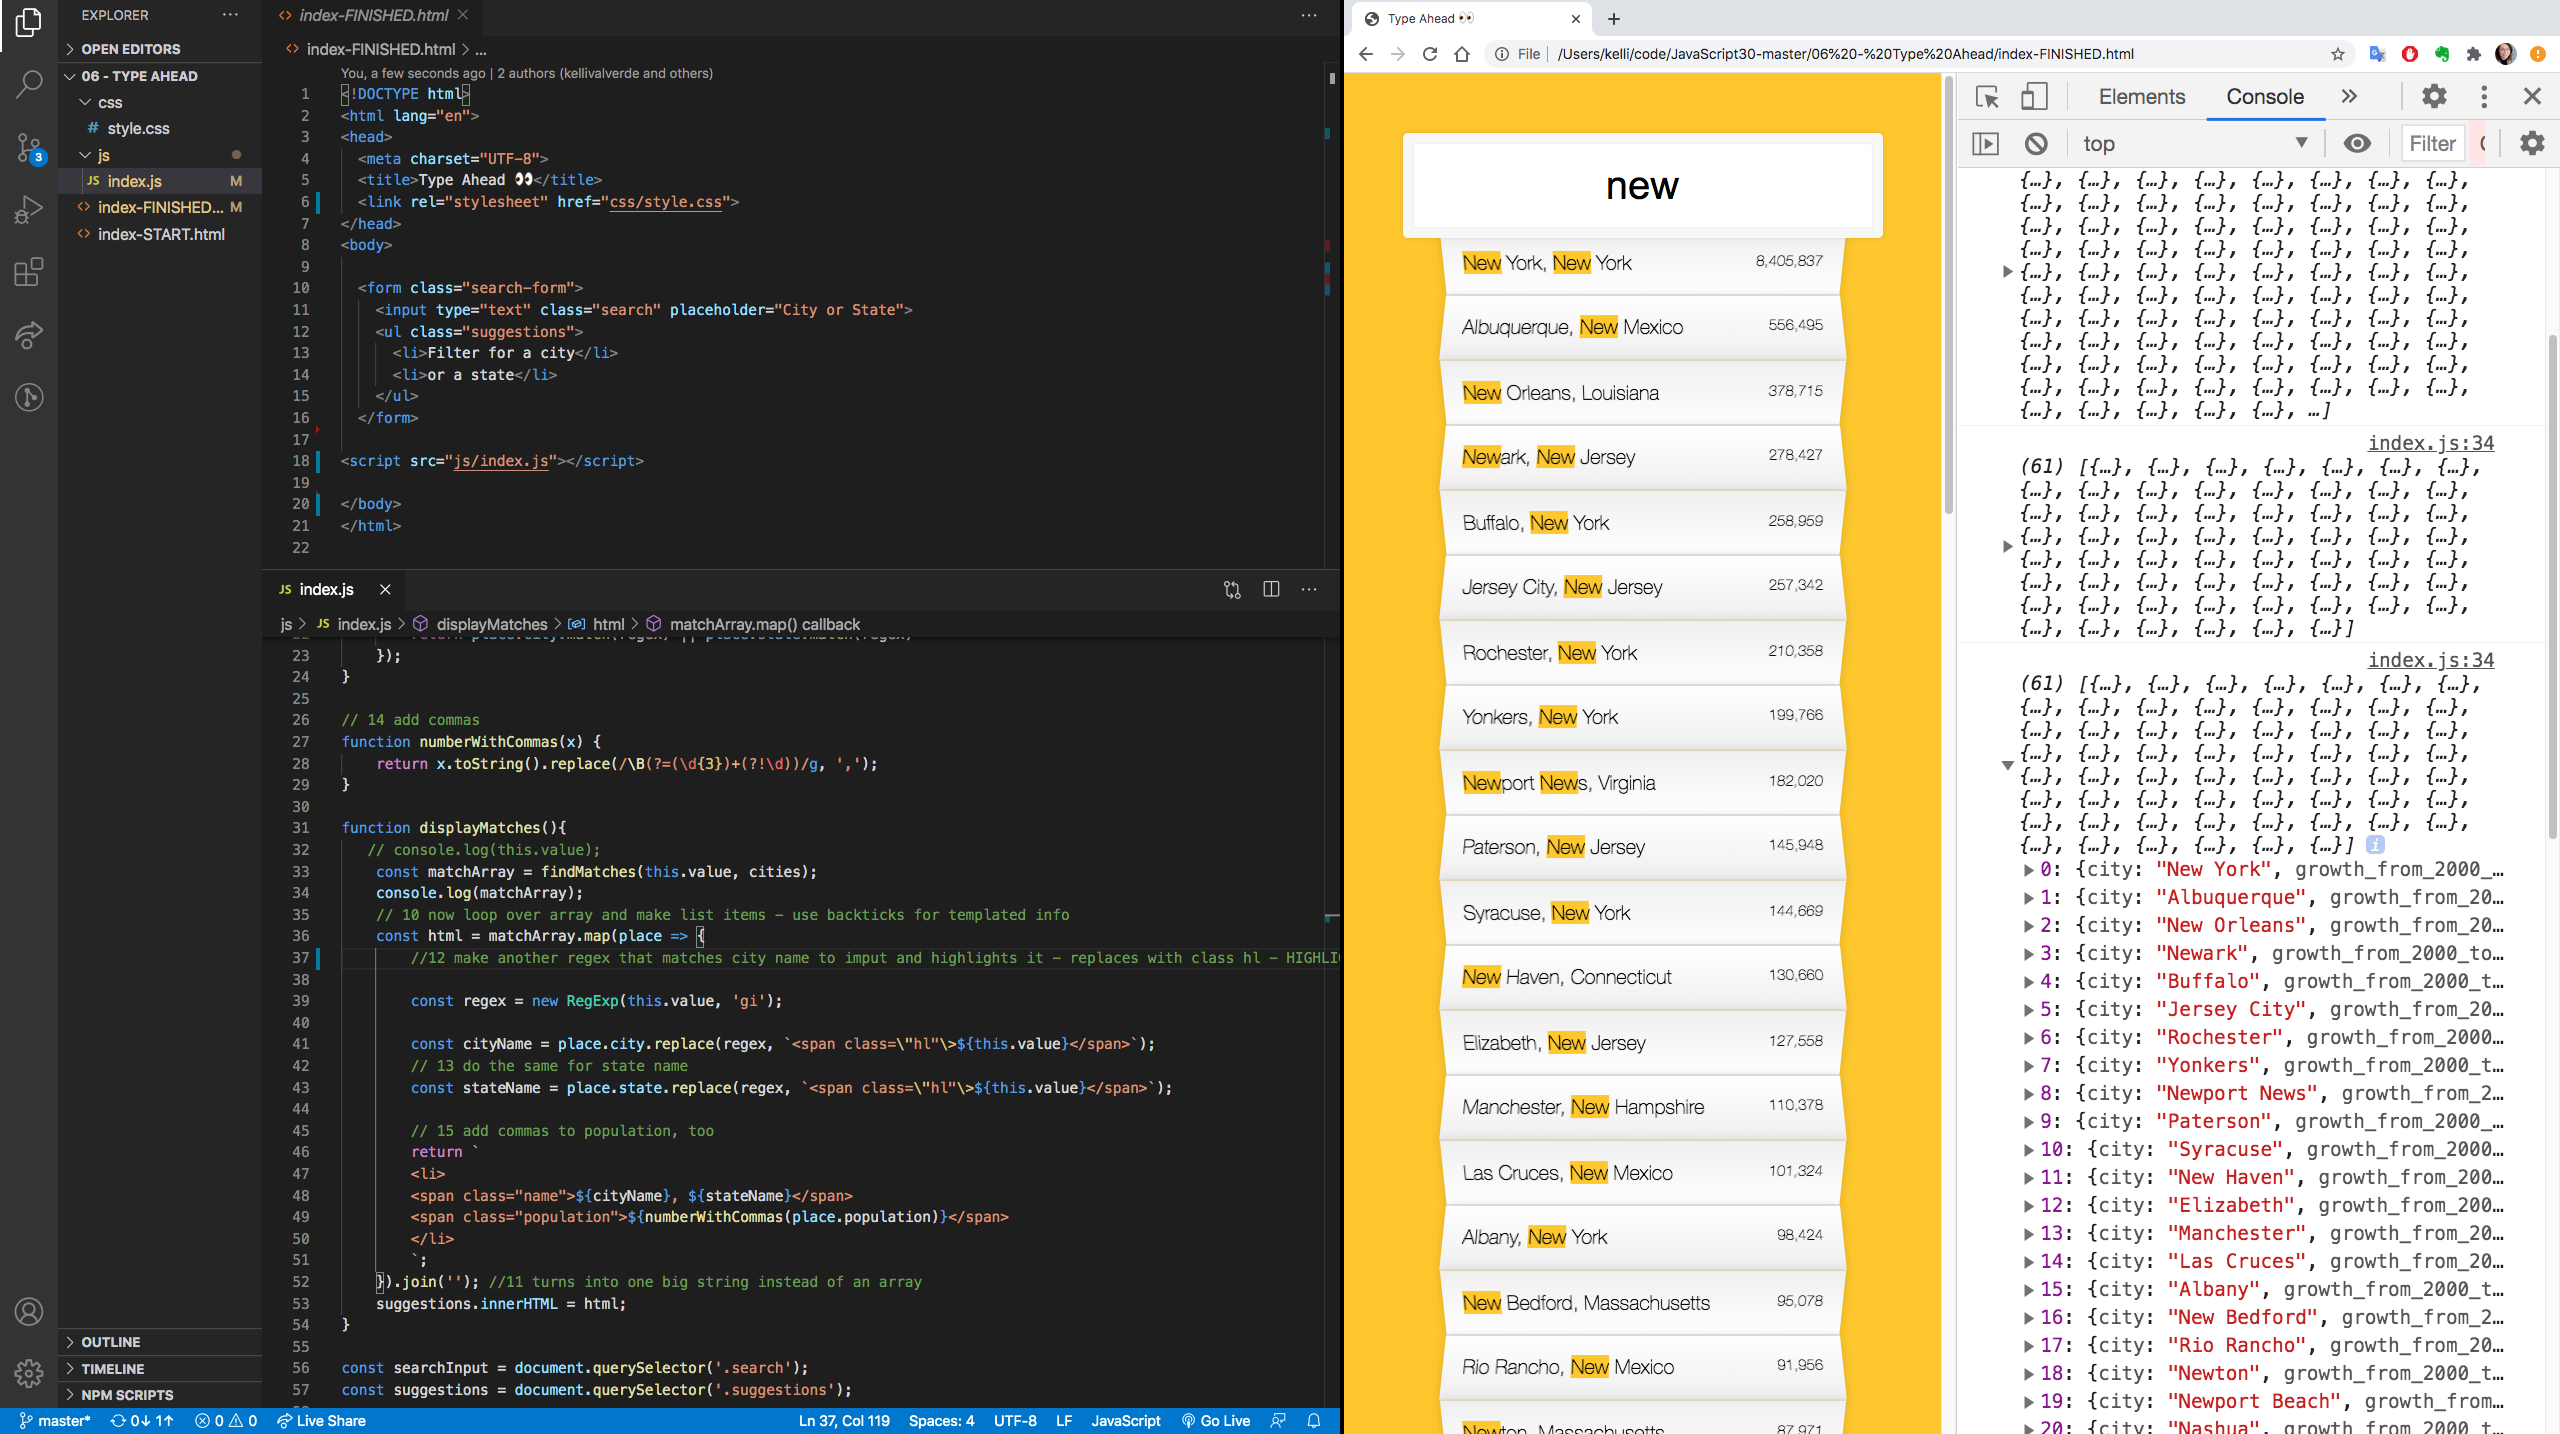 EXPLORER
OPEN EDITORS
06 - TYPE AHEAD
css
# style.css
js
JS index.js M
index-FINISHED... M
index-START.html
OUTLINE
TIMELINE
NPM SCRIPTS
3
index-FINISHED.html
index-FINISHED.html > ...
You, a few seconds ago | 2 authors (kellivalverde and others)
1 <!DOCTYPE html>
2 <html lang="en">
3 <head>
4 <meta charset="UTF-8">
5 <title>Type Ahead 👀</title>
6 <link rel="stylesheet" href="css/style.css">
7 </head>
8 <body>
9
10 <form class="search-form">
11 <input type="text" class="search" placeholder="City or State">
12 <ul class="suggestions">
13 <li>Filter for a city</li>
14 <li>or a state</li>
15 </ul>
16 </form>
17
18 <script src="js/index.js"></script>
19
20 </body>
21 </html>
22
JS index.js
js > JS index.js > displayMatches > html > matchArray.map() callback
23 });
24 }
25
26 // 14 add commas
27 function numberWithCommas(x) {
28 return x.toString().replace(/\B(?=(\d{3})+(?!\d))/g, ',');
29 }
30
31 function displayMatches(){
32 // console.log(this.value);
33 const matchArray = findMatches(this.value, cities);
34 console.log(matchArray);
35 // 10 now loop over array and make list items - use backticks for templated info
36 const html = matchArray.map(place => {
37 //12 make another regex that matches city name to imput and highlights it - replaces with class hl - HIGHLIG
38
39 const regex = new RegExp(this.value, 'gi');
40
41 const cityName = place.city.replace(regex, `<span class=\"hl"\>${this.value}</span>`);
42 // 13 do the same for state name
43 const stateName = place.state.replace(regex, `<span class=\"hl"\>${this.value}</span>`);
44
45 // 15 add commas to population, too
46 return `
47 <li>
48 <span class="name">${cityName}, ${stateName}</span>
49 <span class="population">${numberWithCommas(place.population)}</span>
50 </li>
51 `;
52 }).join(''); //11 turns into one big string instead of an array
53 suggestions.innerHTML = html;
54 }
55
56 const searchInput = document.querySelector('.search');
57 const suggestions = document.querySelector('.suggestions');
master* 0↓ 1↑ 0 0 Live Share
Ln 37, Col 119 Spaces: 4 UTF-8 LF JavaScript Go Live
Type Ahead 👀
File /Users/kelli/code/JavaScript30-master/06%20-%20Type%20Ahead/index-FINISHED.html
new
New York, New York 8,405,837
Albuquerque, New Mexico 556,495
New Orleans, Louisiana 378,715
Newark, New Jersey 278,427
Buffalo, New York 258,959
Jersey City, New Jersey 257,342
Rochester, New York 210,358
Yonkers, New York 199,766
Newport News, Virginia 182,020
Paterson, New Jersey 145,948
Syracuse, New York 144,669
New Haven, Connecticut 130,660
Elizabeth, New Jersey 127,558
Manchester, New Hampshire 110,378
Las Cruces, New Mexico 101,324
Albany, New York 98,424
New Bedford, Massachusetts 95,078
Rio Rancho, New Mexico 91,956
Newton, Massachusetts 87,971
Elements Console »
top Filter
{…}, {…}, {…}, {…}, {…}, {…}, {…}, {…},
{…}, {…}, {…}, {…}, {…}, {…}, {…}, {…},
{…}, {…}, {…}, {…}, {…}, {…}, {…}, {…},
{…}, {…}, {…}, {…}, {…}, {…}, {…}, {…},
{…}, {…}, {…}, {…}, {…}, {…}, {…}, {…},
{…}, {…}, {…}, {…}, {…}, {…}, {…}, {…},
{…}, {…}, {…}, {…}, {…}, {…}, {…}, {…},
{…}, {…}, {…}, {…}, {…}, {…}, {…}, {…},
{…}, {…}, {…}, {…}, {…}, {…}, {…}, {…},
{…}, {…}, {…}, {…}, {…}, {…}, {…}, {…},
{…}, {…}, {…}, {…}, {…}, …]
index.js:34
(61) [{…}, {…}, {…}, {…}, {…}, {…}, {…},
{…}, {…}, {…}, {…}, {…}, {…}, {…}, {…},
{…}, {…}, {…}, {…}, {…}, {…}, {…}, {…},
{…}, {…}, {…}, {…}, {…}, {…}, {…}, {…},
{…}, {…}, {…}, {…}, {…}, {…}, {…}, {…},
{…}, {…}, {…}, {…}, {…}, {…}, {…}, {…},
{…}, {…}, {…}, {…}, {…}, {…}, {…}, {…},
{…}, {…}, {…}, {…}, {…}, {…}]
index.js:34
(61) [{…}, {…}, {…}, {…}, {…}, {…}, {…},
{…}, {…}, {…}, {…}, {…}, {…}, {…}, {…},
{…}, {…}, {…}, {…}, {…}, {…}, {…}, {…},
{…}, {…}, {…}, {…}, {…}, {…}, {…}, {…},
{…}, {…}, {…}, {…}, {…}, {…}, {…}, {…},
{…}, {…}, {…}, {…}, {…}, {…}, {…}, {…},
{…}, {…}, {…}, {…}, {…}, {…}, {…}, {…},
{…}, {…}, {…}, {…}, {…}, {…}] i
0: {city: "New York", growth_from_2000_…
1: {city: "Albuquerque", growth_from_20…
2: {city: "New Orleans", growth_from_20…
3: {city: "Newark", growth_from_2000_to…
4: {city: "Buffalo", growth_from_2000_t…
5: {city: "Jersey City", growth_from_20…
6: {city: "Rochester", growth_from_2000…
7: {city: "Yonkers", growth_from_2000_t…
8: {city: "Newport News", growth_from_2…
9: {city: "Paterson", growth_from_2000_…
10: {city: "Syracuse", growth_from_2000…
11: {city: "New Haven", growth_from_200…
12: {city: "Elizabeth", growth_from_200…
13: {city: "Manchester", growth_from_20…
14: {city: "Las Cruces", growth_from_20…
15: {city: "Albany", growth_from_2000_t…
16: {city: "New Bedford", growth_from_2…
17: {city: "Rio Rancho", growth_from_20…
18: {city: "Newton", growth_from_2000_t…
19: {city: "Newport Beach", growth_from…
20: {city: "Nashua", growth_from_2000_t…